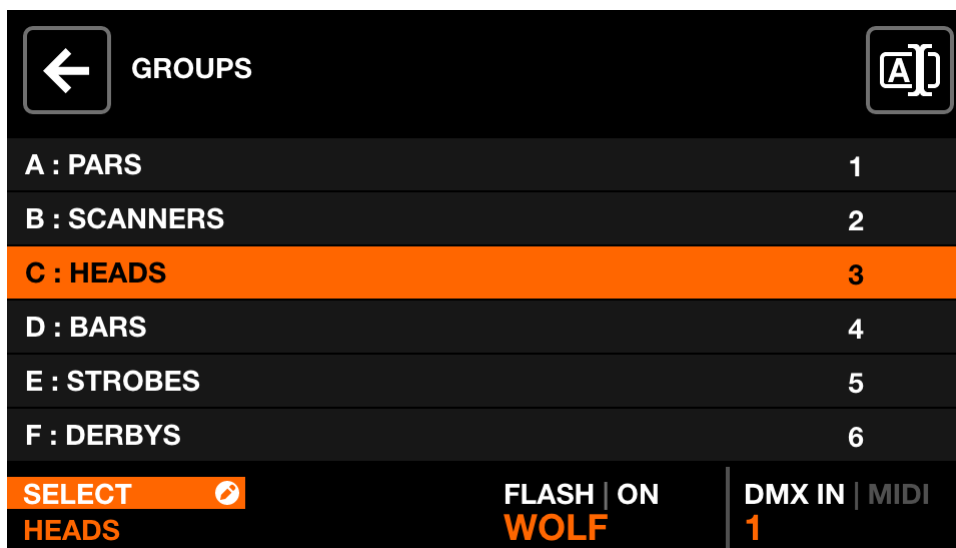 GROUPS
A
A : PARS 1
B : SCANNERS 2
C : HEADS 3
D : BARS 4
E : STROBES 5
F : DERBYS 6
SELECT FLASH | ON DMX IN | MIDI
HEADS WOLF 1